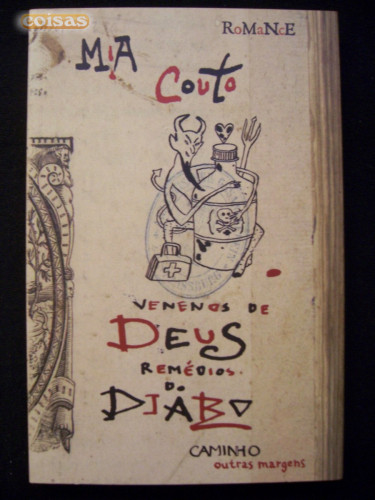 coisas
RoMaNcE
MiA
Couto
VENENOS DE
DEUS
REMÉDIOS
DO
DIABO
CAMINHO
outras margens